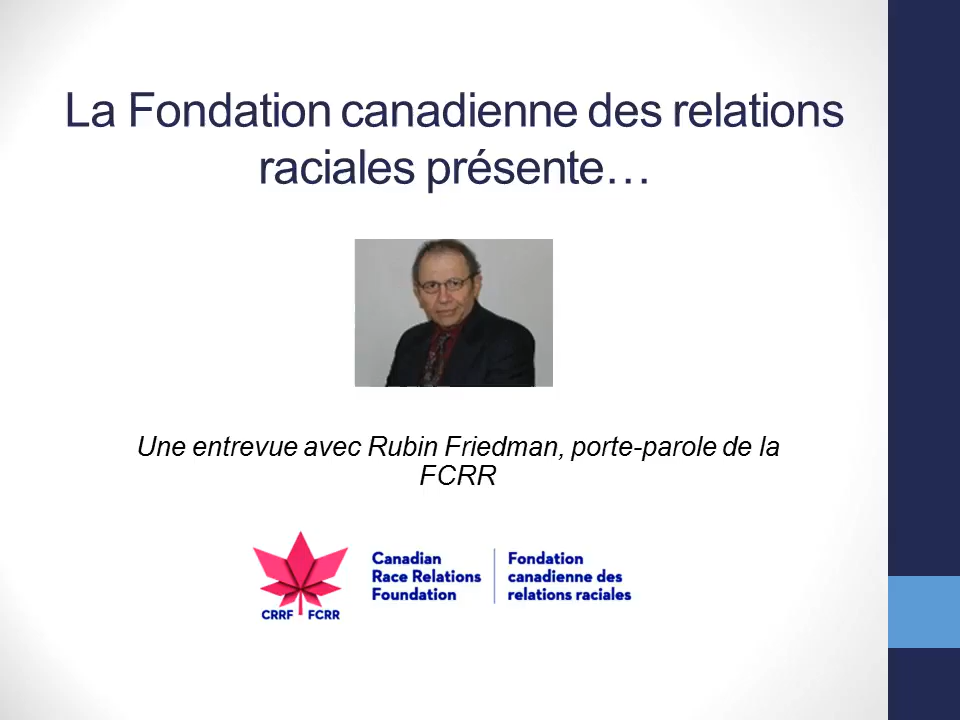 La Fondation canadienne des relations
raciales présente…
Une entrevue avec Rubin Friedman, porte-parole de la
FCRR
CRRF FCRR
Canadian
Race Relations
Foundation
Fondation
canadienne des
relations raciales